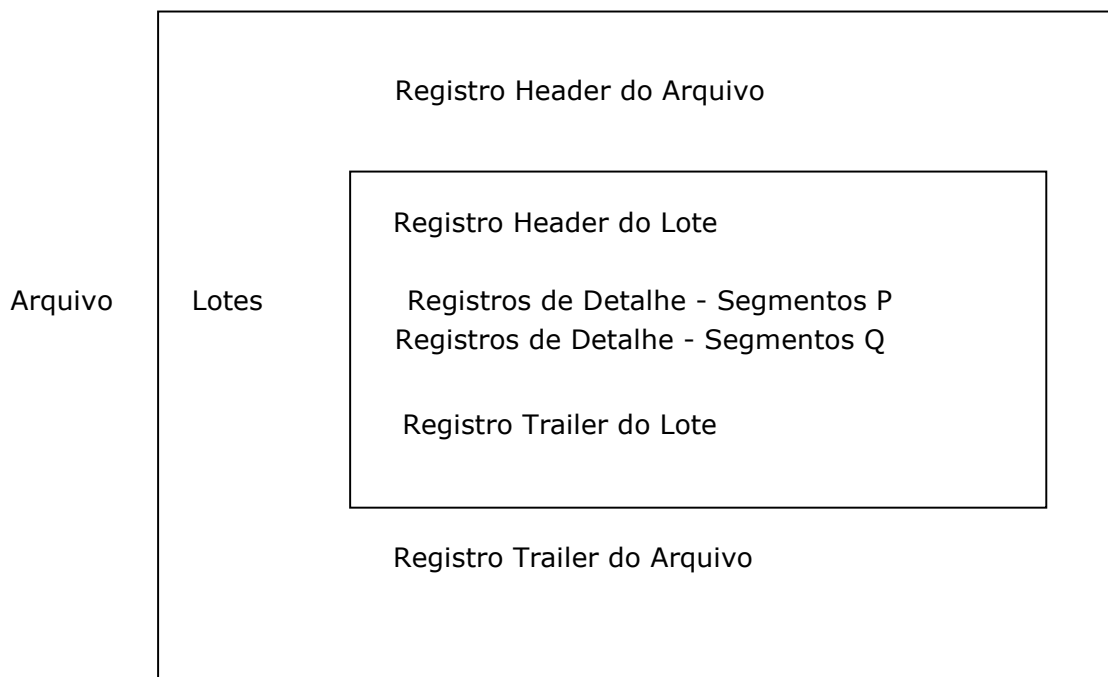 Registro Header do Arquivo
Registro Header do Lote
Arquivo
Lotes
Registros de Detalhe - Segmentos P
Registros de Detalhe - Segmentos Q
Registro Trailer do Lote
Registro Trailer do Arquivo